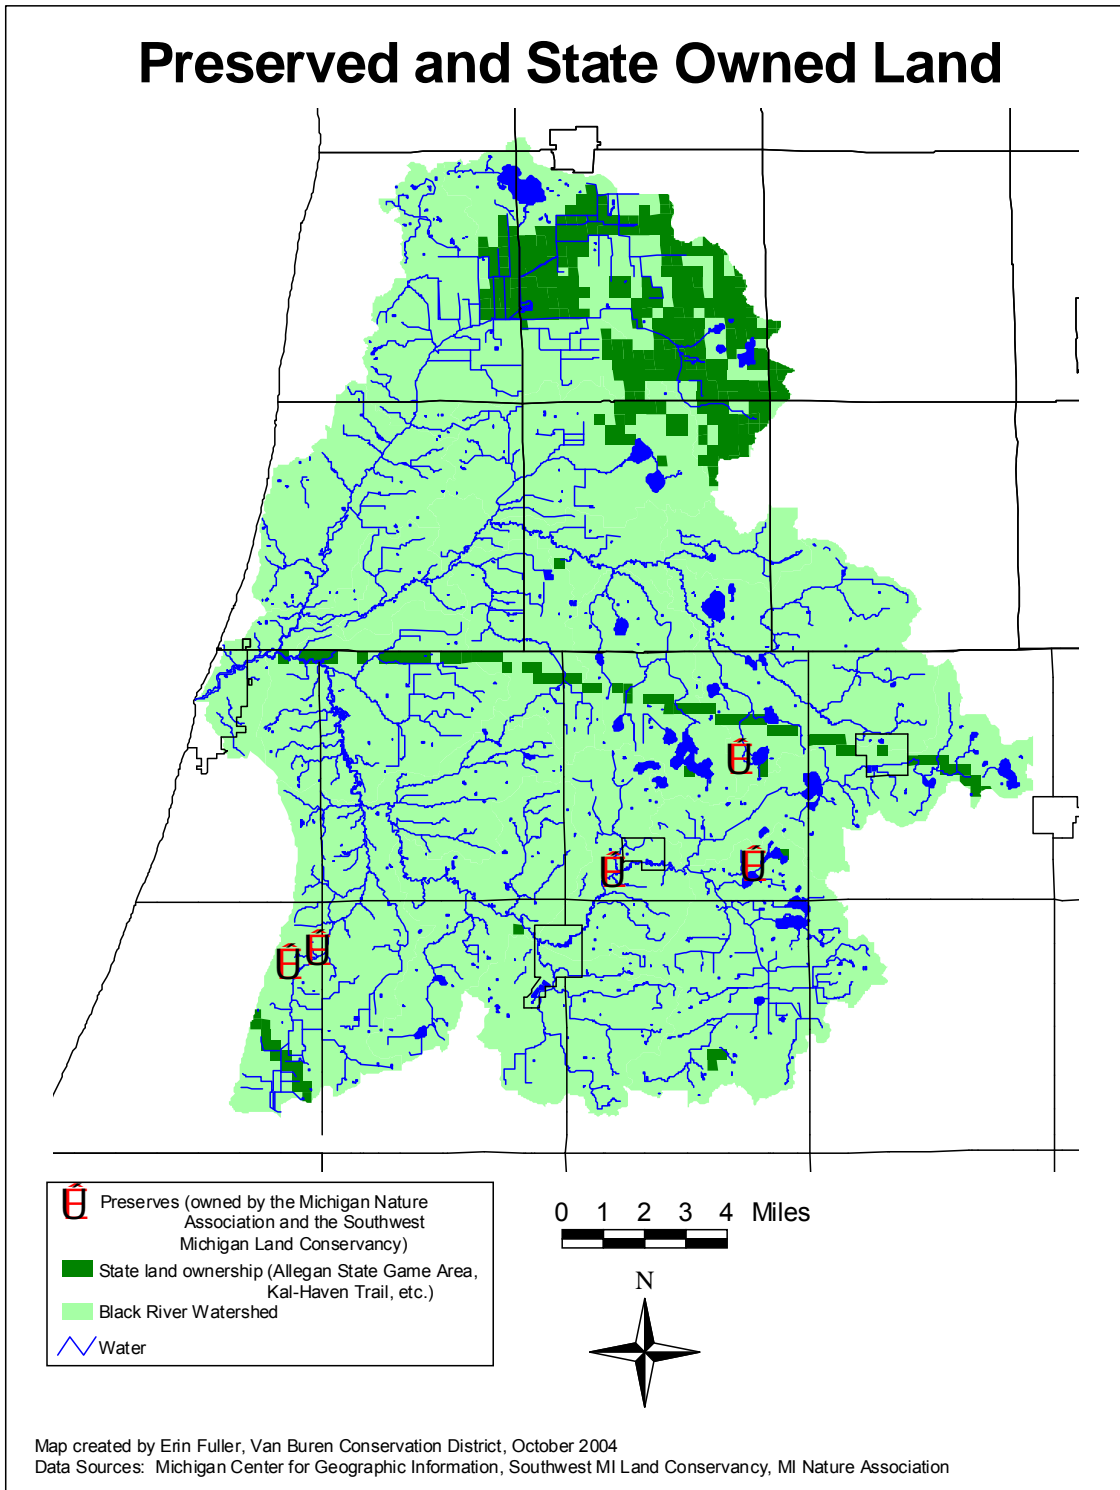 Preserved and State Owned Land
Preserves (owned by the Michigan Nature
Association and the Southwest
Michigan Land Conservancy)
State land ownership (Allegan State Game Area,
Kal-Haven Trail, etc.)
Black River Watershed
Water
0 1 2 3 4 Miles
N
Map created by Erin Fuller, Van Buren Conservation District, October 2004
Data Sources: Michigan Center for Geographic Information, Southwest MI Land Conservancy, MI Nature Association